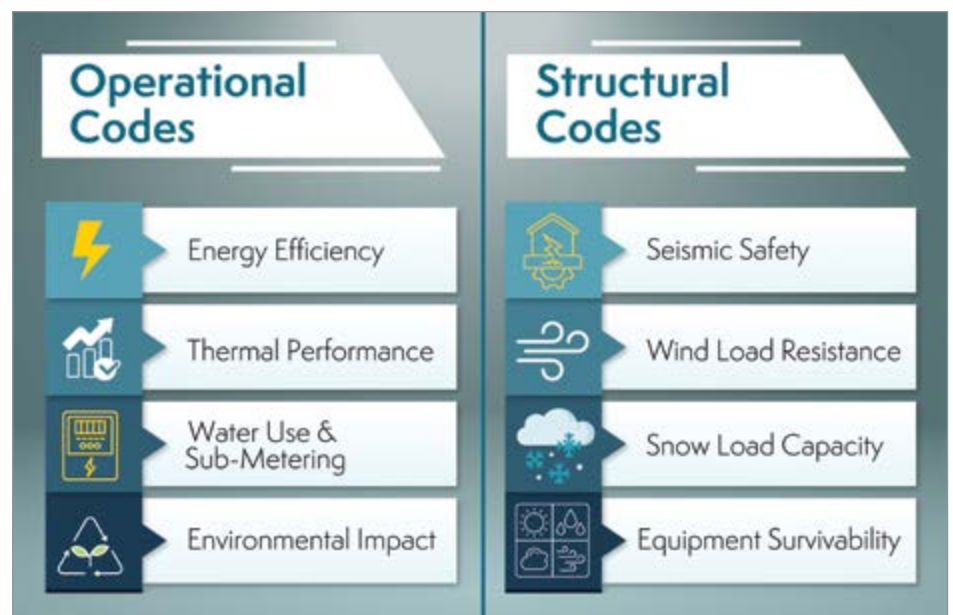 Operational
Codes
Energy Efficiency
Thermal Performance
Water Use &
Sub-Metering
Environmental Impact
Structural
Codes
Seismic Safety
Wind Load Resistance
Snow Load Capacity
Equipment Survivability